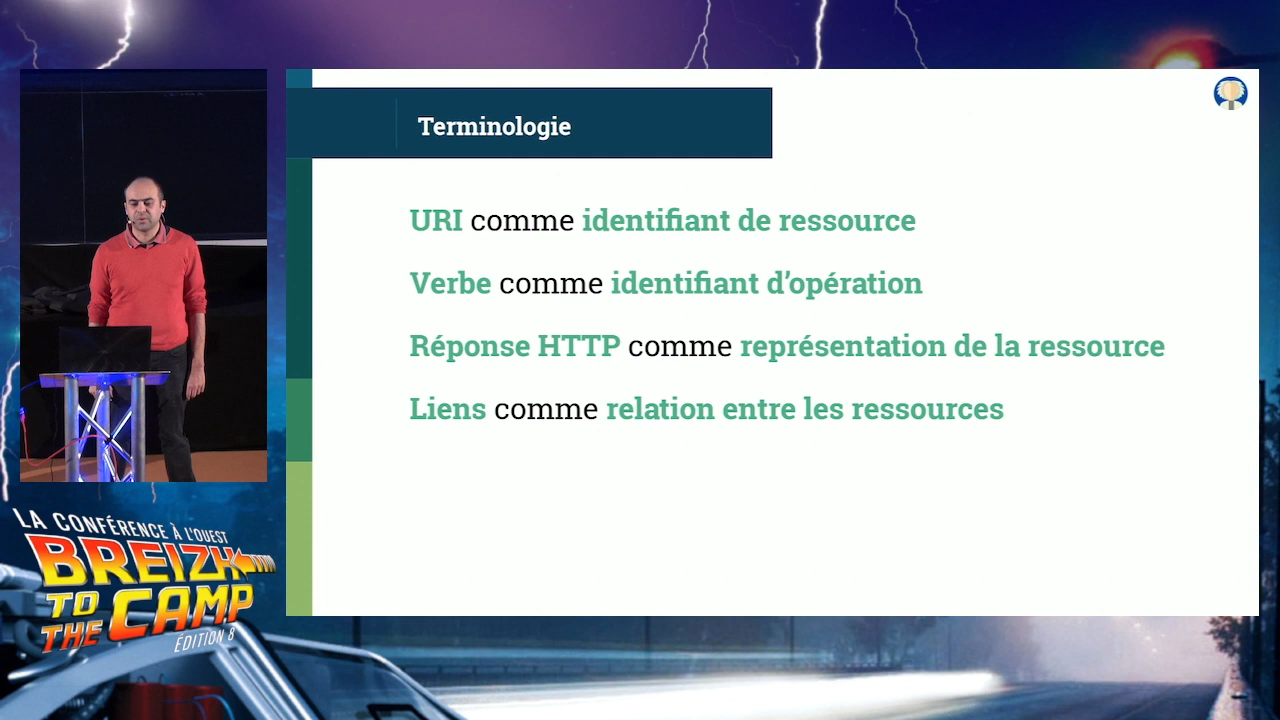 Terminologie
URI comme identifiant de ressource
Verbe comme identifiant d’opération
Réponse HTTP comme représentation de la ressource
Liens comme relation entre les ressources
LA CONFÉRENCE À L'OUEST
BREIZH
TO
CAMP
THE
ÉDITION 8